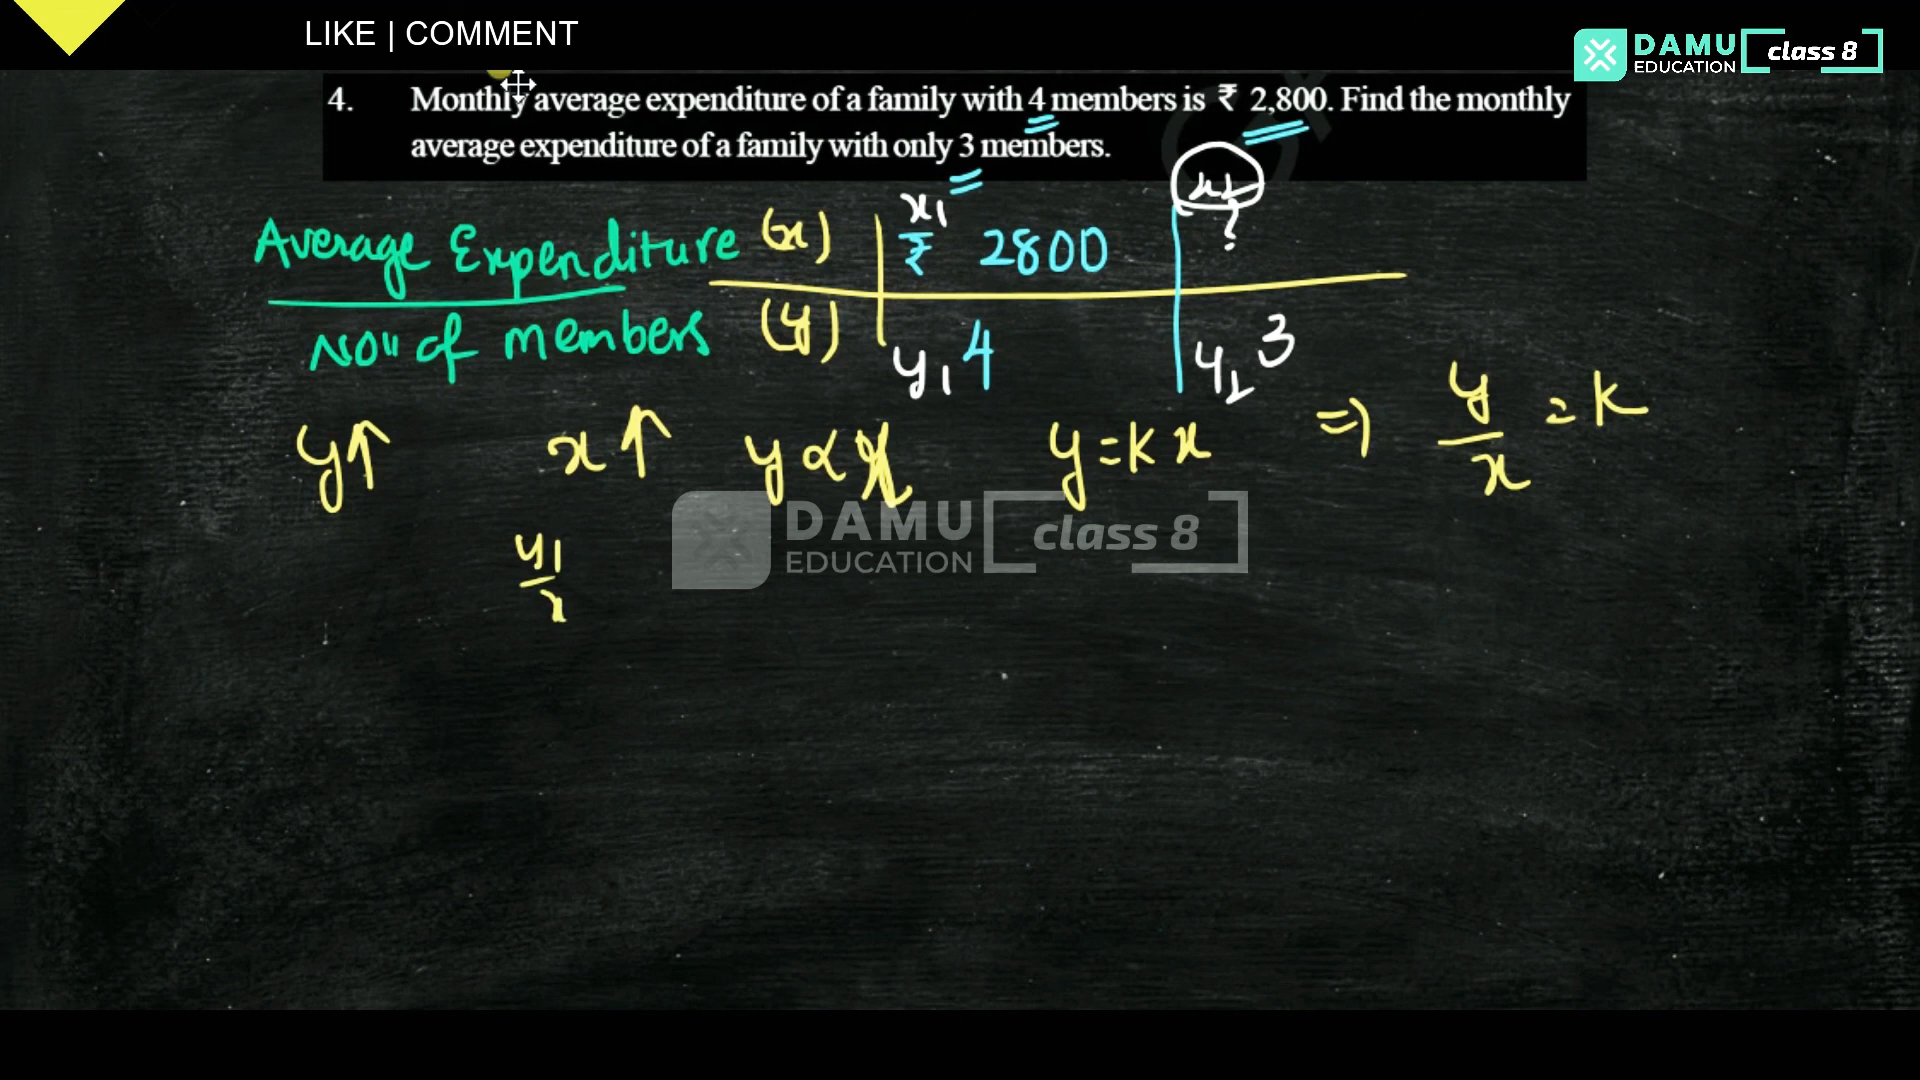 LIKE | COMMENT
DAMU EDUCATION class 8
4. Monthly average expenditure of a family with 4 members is ₹ 2,800. Find the monthly
average expenditure of a family with only 3 members.
Average Expenditure (x) x1 ₹ 2800 x2 ?
No" of members (y) y1 4 y2 3
y↑ x↑ y ∝ x y = k x ⇒ y/x = k
y1/x
DAMU EDUCATION class 8